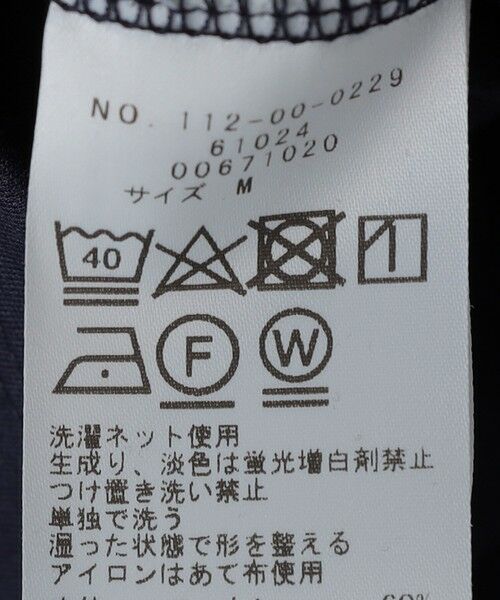 NO. 112-00-0229
61024
00671020
サイズ M
40
F W
洗濯ネット使用
生成り、淡色は蛍光増白剤禁止
つけ置き洗い禁止
単独で洗う
湿った状態で形を整える
アイロンはあて布使用